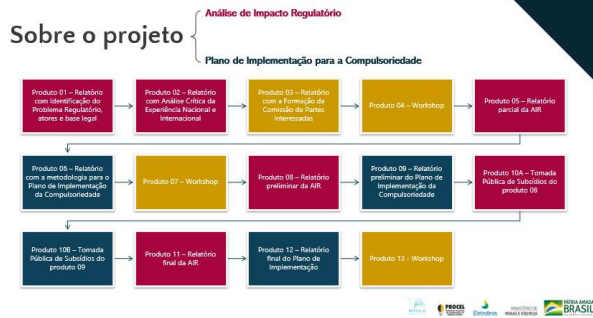 Análise de Impacto Regulatório
Sobre o projeto
Plano de Implementação para a Compulsoriedade
Produto 01 – Relatório
com Identificação do
Problema Regulatório,
atores e base legal
Produto 02 – Relatório
com Análise Crítica da
Experiência Nacional e
Internacional
Produto 03 – Relatório
com a Formação da
Comissão de Partes
Interessadas
Produto 04 – Workshop
Produto 05 – Relatório
parcial da AIR
Produto 06 – Relatório
com a metodologia para o
Plano de Implementação
da Compulsoriedade
Produto 07 – Workshop
Produto 08 – Relatório
preliminar da AIR
Produto 09 – Relatório
preliminar do Plano de
Implementação da
Compulsoriedade
Produto 10A – Tomada
Pública de Subsídios do
produto 08
Produto 10B – Tomada
Pública de Subsídios do
produto 09
Produto 11 – Relatório
final da AIR
Produto 12 – Relatório
final do Plano de
Implementação
Produto 13 - Workshop
PROCEL
Eletrobras
MINISTÉRIO DE
MINAS E ENERGIA
PÁTRIA AMADA
BRASIL